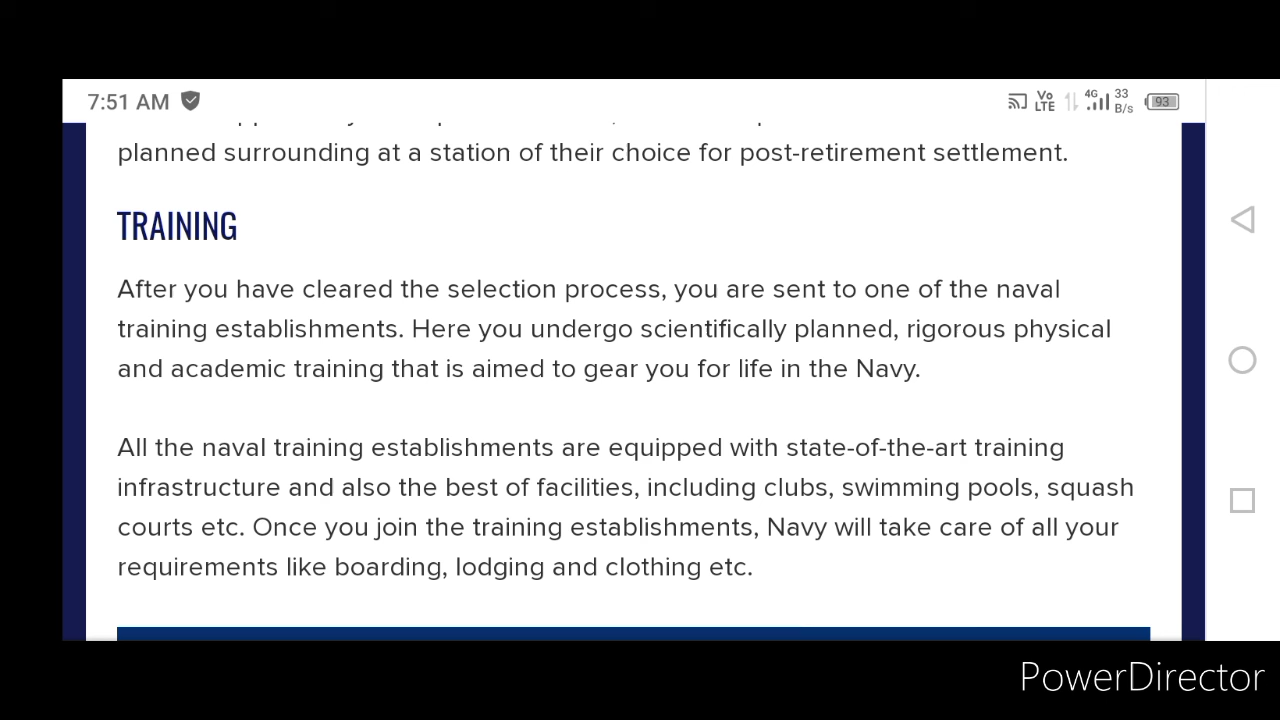 7:51 AM
Vo
LTE
4G
33
B/s
93
planned surrounding at a station of their choice for post-retirement settlement.
TRAINING
After you have cleared the selection process, you are sent to one of the naval
training establishments. Here you undergo scientifically planned, rigorous physical
and academic training that is aimed to gear you for life in the Navy.
All the naval training establishments are equipped with state-of-the-art training
infrastructure and also the best of facilities, including clubs, swimming pools, squash
courts etc. Once you join the training establishments, Navy will take care of all your
requirements like boarding, lodging and clothing etc.
PowerDirector